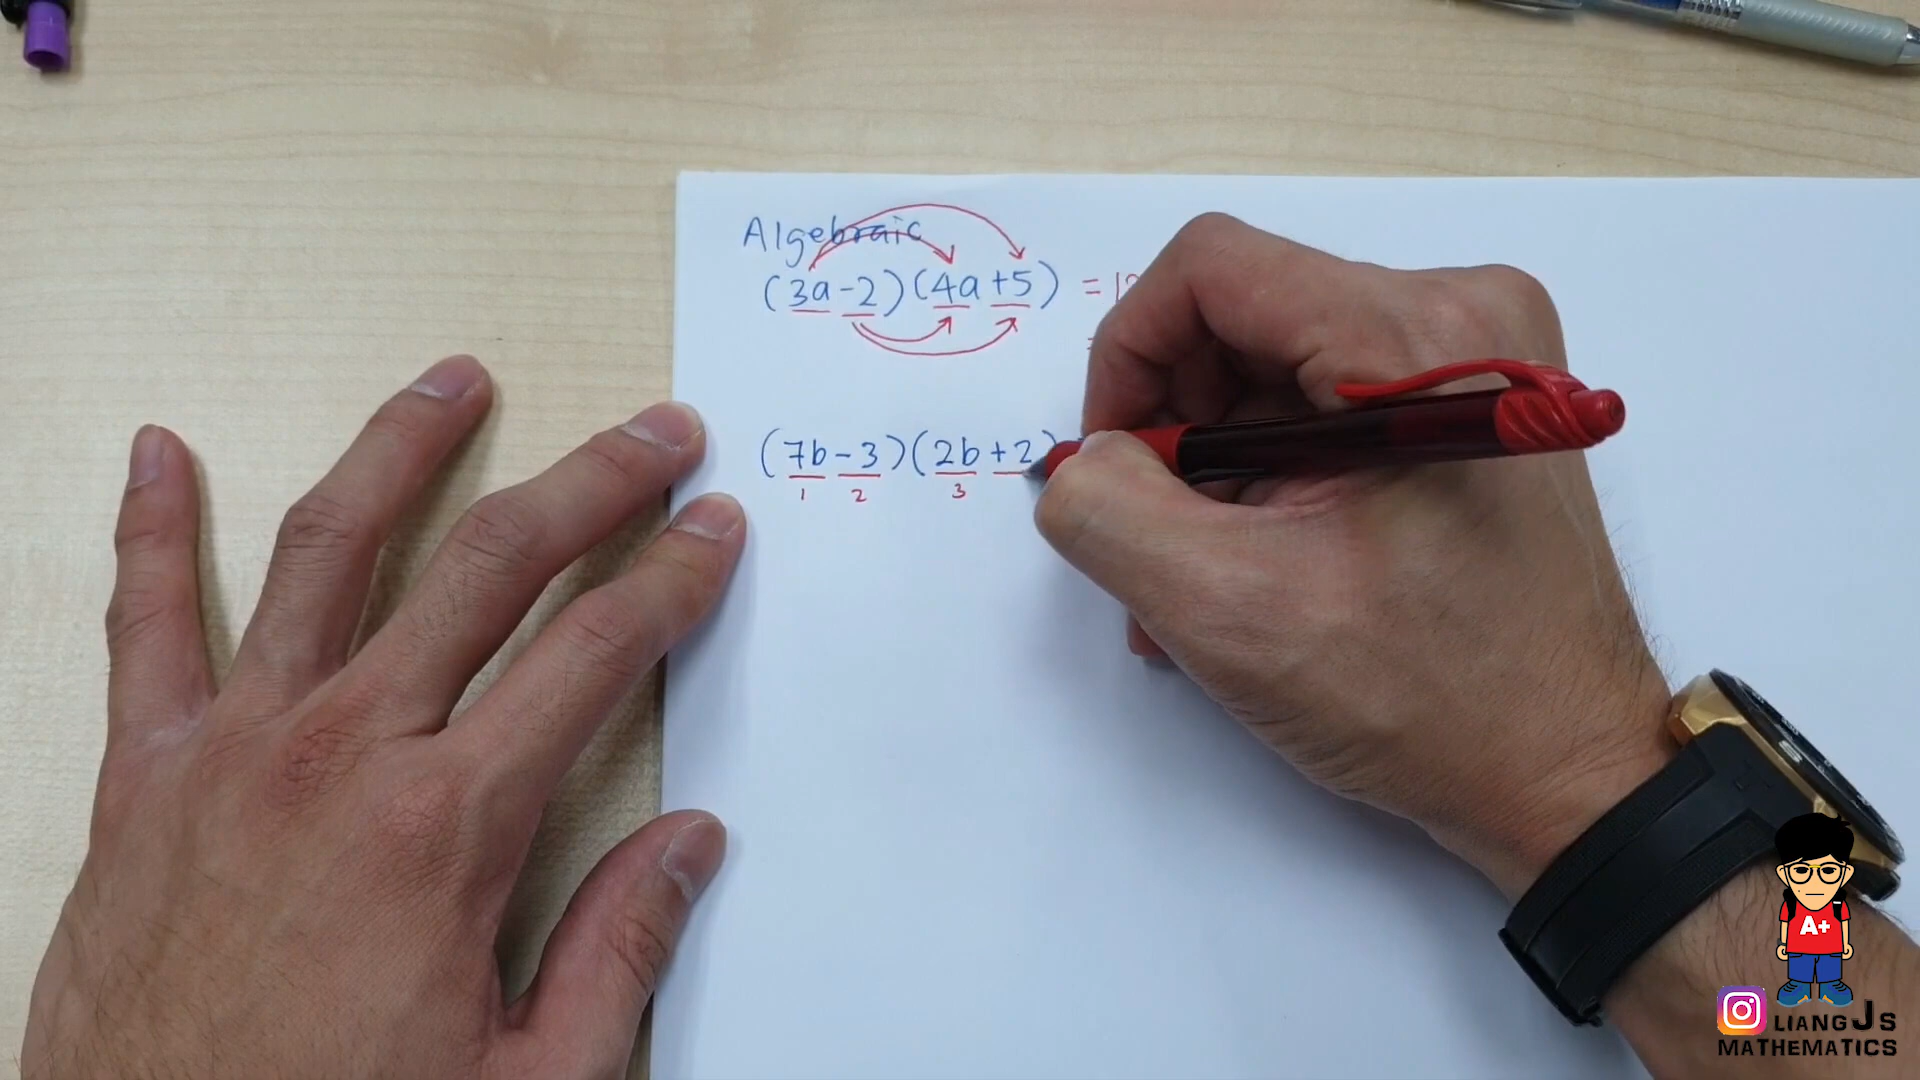 Algebraic
(3a-2)(4a+5) =
(7b-3)(2b+2)
1 2 3
A+
LIANGJS
MATHEMATICS